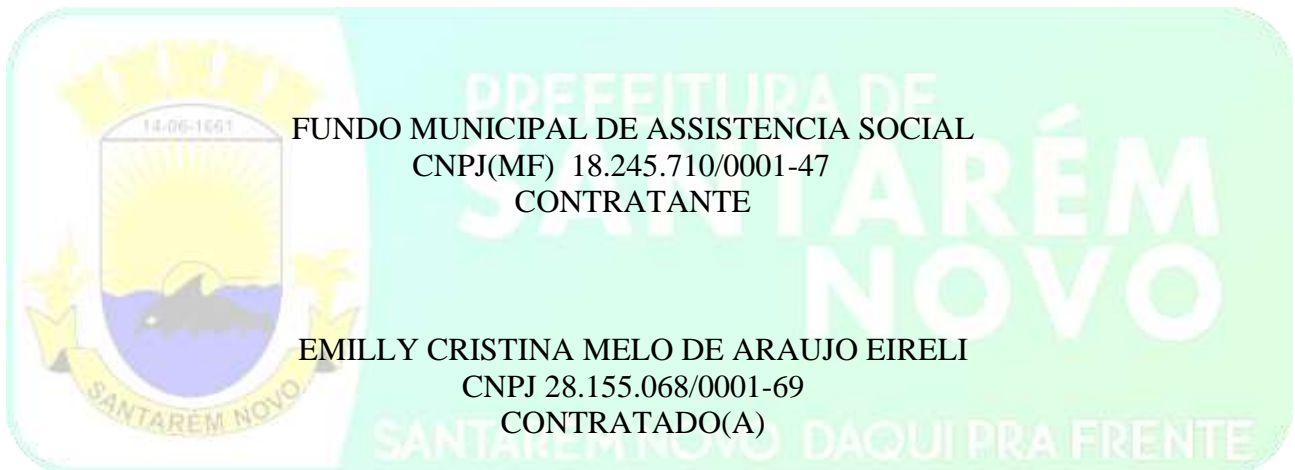 PREFEITURA DE
SANTARÉM
NOVO
14-06-1661
FUNDO MUNICIPAL DE ASSISTENCIA SOCIAL
CNPJ(MF) 18.245.710/0001-47
CONTRATANTE
EMILLY CRISTINA MELO DE ARAUJO EIRELI
CNPJ 28.155.068/0001-69
CONTRATADO(A)
SANTARÉM NOVO
SANTARÉM NOVO DAQUI PRA FRENTE